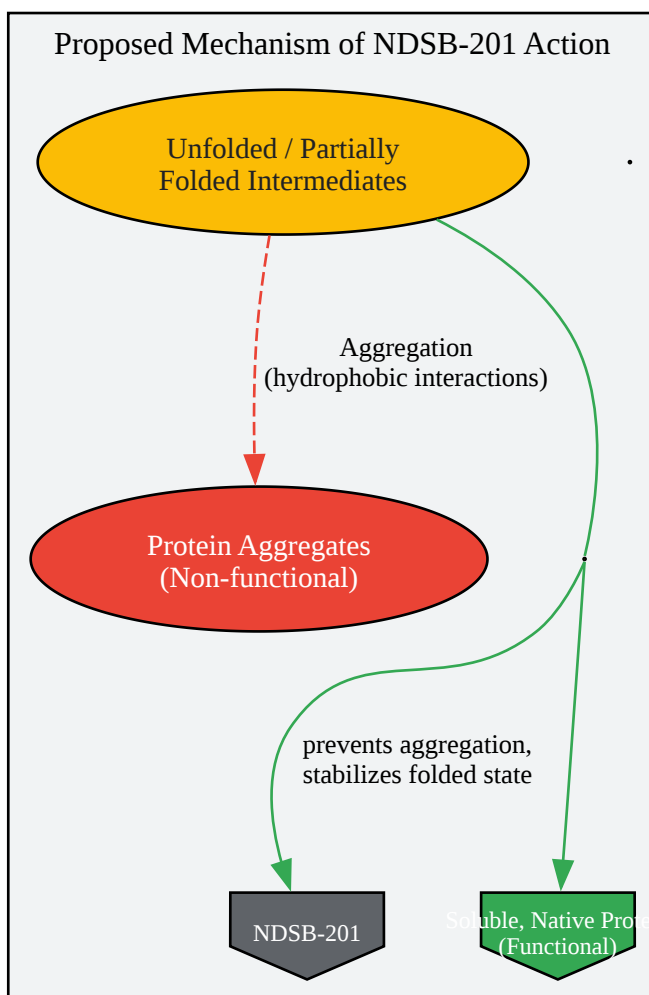 Proposed Mechanism of NDSB-201 Action
Unfolded / Partially
Folded Intermediates
Aggregation
(hydrophobic interactions)
Protein Aggregates
(Non-functional)
prevents aggregation,
stabilizes folded state
NDSB-201
Soluble, Native Prote
(Functional)